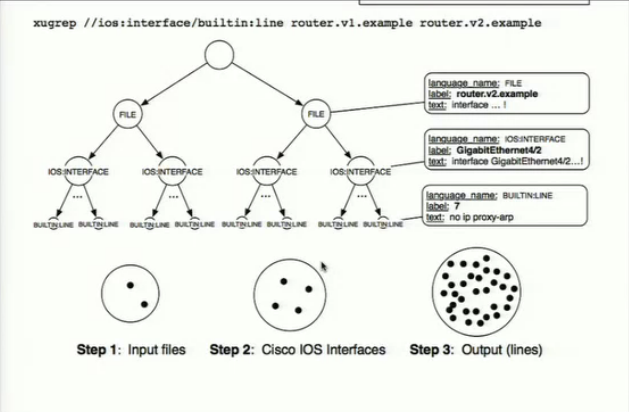 xugrep //ios:interface/builtin:line router.v1.example router.v2.example
FILE
FILE
language_name: FILE
label: router.v2.example
text: interface ... !
IOS:INTERFACE
IOS:INTERFACE
IOS:INTERFACE
IOS:INTERFACE
language_name: IOS:INTERFACE
label: GigabitEthernet4/2
text: interface GigabitEthernet4/2...!
...
...
...
...
BUILTIN:LINE
BUILTIN:LINE
BUILTIN:LINE
BUILTIN:LINE
BUILTIN:LINE
BUILTIN:LINE
BUILTIN:LINE
BUILTIN:LINE
language_name: BUILTIN:LINE
label: 7
text: no ip proxy-arp
Step 1: Input files
Step 2: Cisco IOS Interfaces
Step 3: Output (lines)